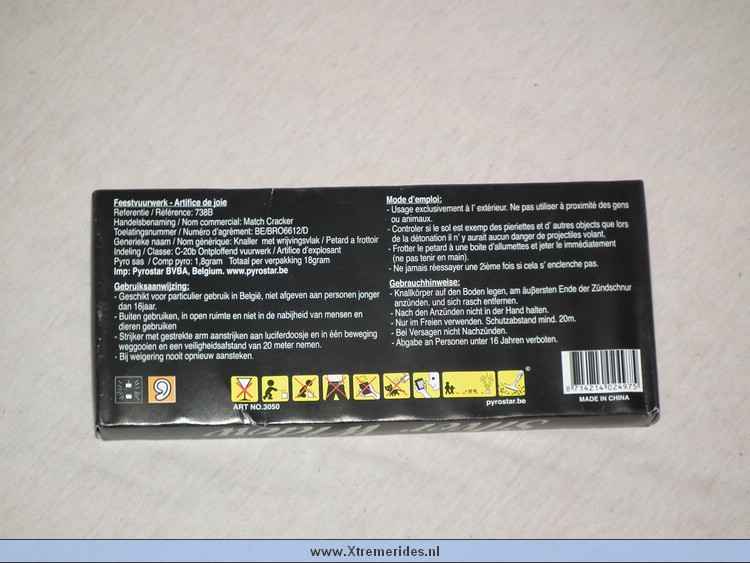 Feestvuurwerk - Artifice de joie
Referentie / Référence: 738B
Handelsbenaming / Nom commercial: Match Cracker
Toelatingsnummer / Numéro d'agrément: BE/BRO6612/D
Generieke naam / Nom générique: Knaller met wrijvingsvlak / Petard a frottoir
Indeling / Classe: C-20b Ontploffend vuurwerk / Artifice d'explosant
Pyro sas / Comp pyro: 1,8gram Totaal per verpakking 18gram
Imp: Pyrostar BVBA, Belgium. www.pyrostar.be
Gebruiksaanwijzing:
- Geschikt voor particulier gebruik in België, niet afgeven aan personen jonger
dan 16jaar.
- Buiten gebruiken, in open ruimte en niet in de nabijheid van mensen en
dieren gebruiken
- Strijker met gestrekte arm aanstrijken aan luciferdoosje en in één beweging
weggooien en een veiligheidsafstand van 20 meter nemen.
- Bij weigering nooit opnieuw aansteken.
ART NO.3050
Mode d'emploi:
- Usage exclusivement à l' extérieur. Ne pas utiliser à proximité des gens
ou animaux.
- Controler si le sol est exemp des pieriettes et d' autres objects que lors
de la détonation il n' y aurait aucun danger de projectiles volant.
- Frotter le petard à une boite d'allumettes et jeter le immédiatement
(ne pas tenir en main).
- Ne jamais réessayer une 2ième fois si cela s' enclenche pas.
Gebrauchhinweise:
- Knallkörper auf den Boden legen, am äußersten Ende der Zündschnur
anzünden. und sich rasch entfernen.
- Nach den Anzünden nicht in der Hand halten.
- Nur im Freien verwenden. Schutzabstand mind. 20m.
- Bei Versagen nicht Nachzünden.
- Abgabe an Personen unter 16 Jahren verboten.
©
pyrostar.be
8 714214 024975
MADE IN CHINA
www.Xtremerides.nl